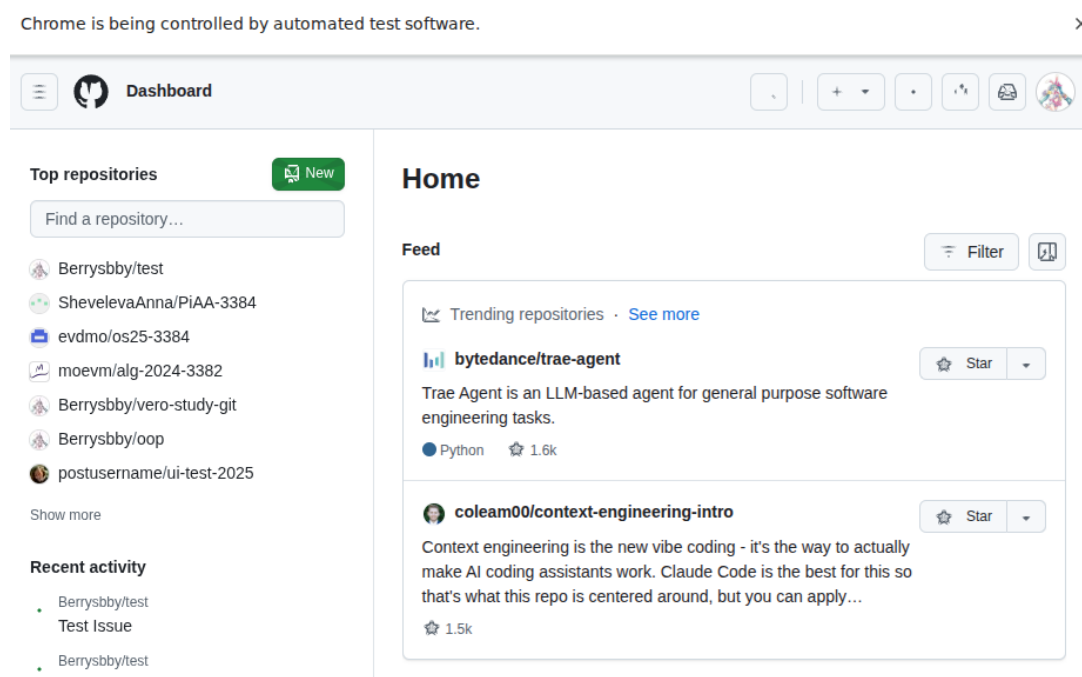 Chrome is being controlled by automated test software.
Dashboard
Top repositories
New
Find a repository…
Berrysbby/test
ShevelevaAnna/PiAA-3384
evdmo/os25-3384
moevm/alg-2024-3382
Berrysbby/vero-study-git
Berrysbby/oop
postusername/ui-test-2025
Show more
Recent activity
Berrysbby/test
Test Issue
Berrysbby/test
Home
Feed
Filter
Trending repositories · See more
bytedance/trae-agent
Star
Trae Agent is an LLM-based agent for general purpose software
engineering tasks.
Python 1.6k
coleam00/context-engineering-intro
Star
Context engineering is the new vibe coding - it's the way to actually
make AI coding assistants work. Claude Code is the best for this so
that's what this repo is centered around, but you can apply…
1.5k